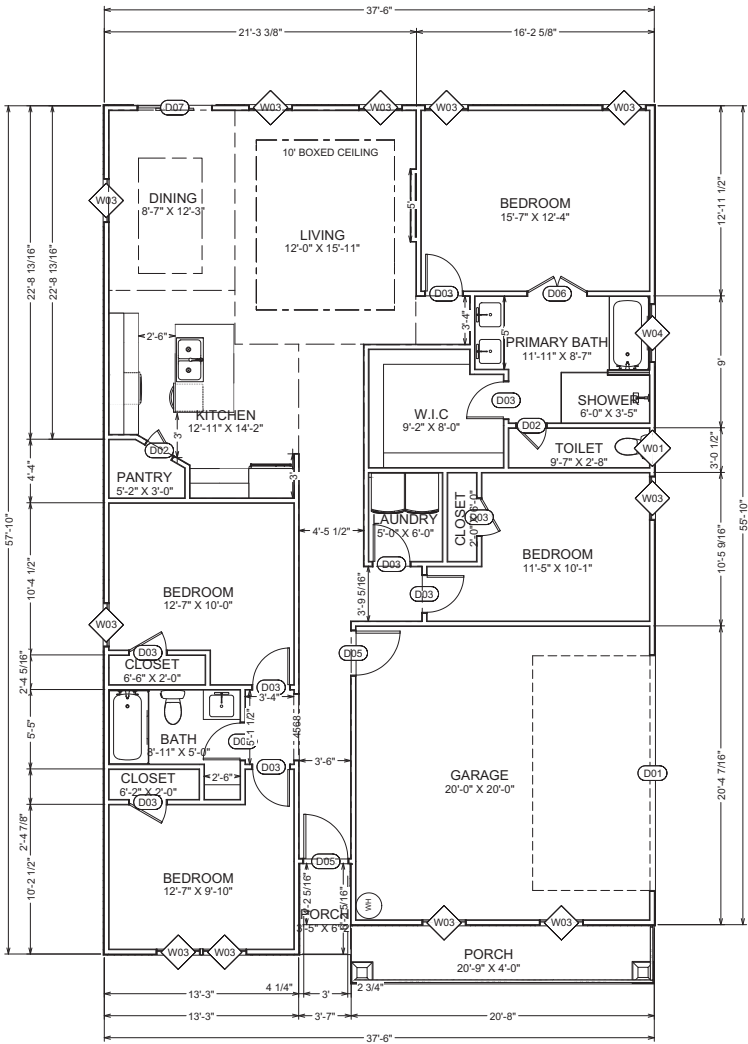 37'-6"
21'-3 3/8"
16'-2 5/8"
D07
W03
W03
W03
W03
10' BOXED CEILING
DINING
8'-7" X 12'-3"
W03
LIVING
12'-0" X 15'-11"
5'
BEDROOM
15'-7" X 12'-4"
12'-11 1/2"
22'-8 13/16"
22'-8 13/16"
D03
D06
2'-6"
3'-4"
5'
PRIMARY BATH
11'-11" X 8'-7"
W04
9'
KITCHEN
12'-11" X 14'-2"
3'
W.I.C
9'-2" X 8'-0"
D03
SHOWER
6'-0" X 3'-5"
D02
D02
TOILET
9'-7" X 2'-8"
W01
3'-0 1/2"
4'-4"
PANTRY
5'-2" X 3'-0"
3'
W03
57'-10"
55'-10"
4'-5 1/2"
LAUNDRY
5'-0" X 6'-0"
CLOSET
D03
BEDROOM
11'-5" X 10'-1"
10'-5 9/16"
10'-4 1/2"
BEDROOM
12'-7" X 10'-0"
D03
3'-9 5/16"
D03
W03
D03
D05
CLOSET
6'-6" X 2'-0"
2'-4 5/16"
D03
3'-4"
5'-1 1/2"
4568
5'-5"
BATH
8'-11" X 5'-0"
3'-6"
D03
CLOSET
6'-2" X 2'-0"
2'-6"
D03
GARAGE
20'-0" X 20'-0"
D01
20'-4 7/16"
2'-4 7/8"
10'-2 1/2"
BEDROOM
12'-7" X 9'-10"
D05
PORCH
WH
W03
W03
W03
W03
PORCH
20'-9" X 4'-0"
13'-3"
4 1/4"
3'
2 3/4"
13'-3"
3'-7"
20'-8"
37'-6"